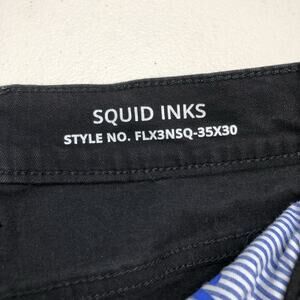 SQUID INKS
STYLE NO. FLX3NSQ-35X30